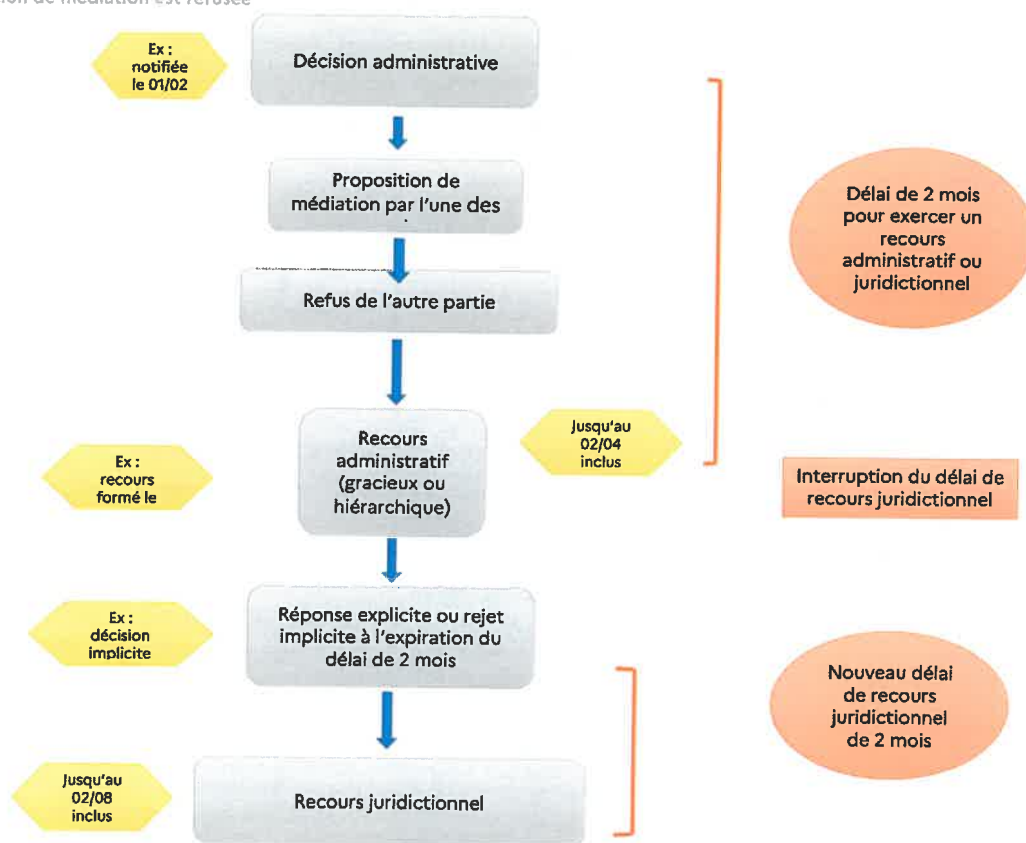 de médiation est refusée
Ex :
notifiée
le 01/02
Décision administrative
Proposition de
médiation par l'une des
Délai de 2 mois
pour exercer un
recours
administratif ou
juridictionnel
Refus de l'autre partie
Jusqu'au
02/04
inclus
Ex :
recours
formé le
Recours
administratif
(gracieux ou
hiérarchique)
Interruption du délai de
recours juridictionnel
Ex :
décision
implicite
Réponse explicite ou rejet
implicite à l'expiration du
délai de 2 mois
Nouveau délai
de recours
juridictionnel
de 2 mois
Jusqu'au
02/08
inclus
Recours juridictionnel